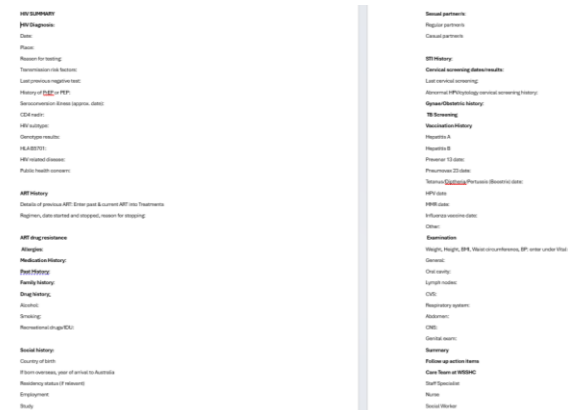 HIV SUMMARY
HIV Diagnosis:
Date:
Place:
Reason for testing:
Transmission risk factors:
Last previous negative test:
History of PrEP or PEP:
Seroconversion illness (approx. date):
CD4 nadir:
HIV subtype:
Genotype results:
HLA B5701:
HIV related disease:
Public health concern:
ART History
Details of previous ART: Enter past & current ART into Treatments
Regimen, date started and stopped, reason for stopping:
ART drug resistance
Allergies:
Medication History:
Past History:
Family history:
Drug history,
Alcohol:
Smoking:
Recreational drugs/IDU:
Social history:
Country of birth
If born overseas, year of arrival to Australia
Residency status (if relevant):
Employment
Study
Sexual partner/s:
Regular partner/s
Casual partner/s
STI History:
Cervical screening dates/results:
Last cervical screening:
Abnormal HPV/cytology cervical screening history:
Gynae/Obstetric history:
TB Screening
Vaccination History
Hepatitis A
Hepatitis B
Prevenar 13 date:
Pneumovax 23 date:
Tetanus/Diptheria/Pertussis (Boostrix) date:
HPV date
MMR date:
Influenza vaccine date:
Other:
Examination
Weight, Height, BMI, Waist circumference, BP: enter under Vital
General:
Oral cavity:
Lymph nodes:
CVS:
Respiratory system:
Abdomen:
CNS:
Genital exam:
Summary
Follow up action items
Care Team at WSSHC
Staff Specialist
Nurse
Social Worker